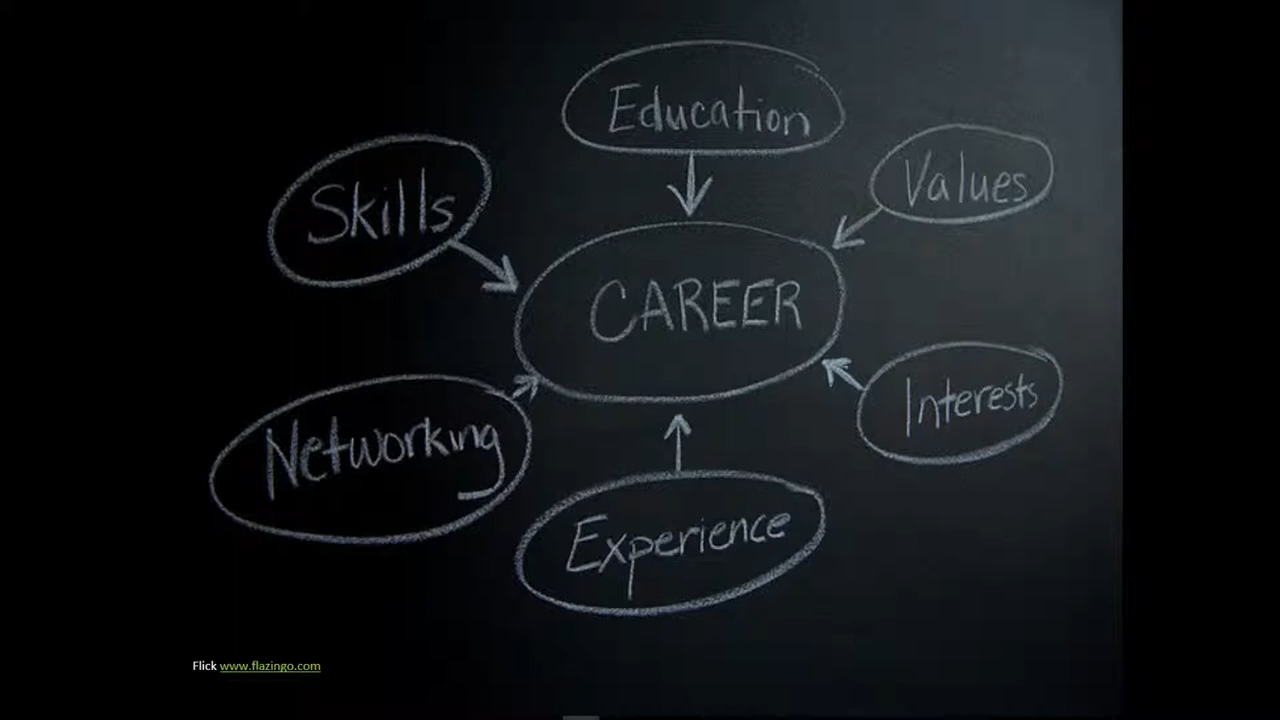 Education
Values
Skills
CAREER
Interests
Networking
Experience
Flick www.flazingo.com